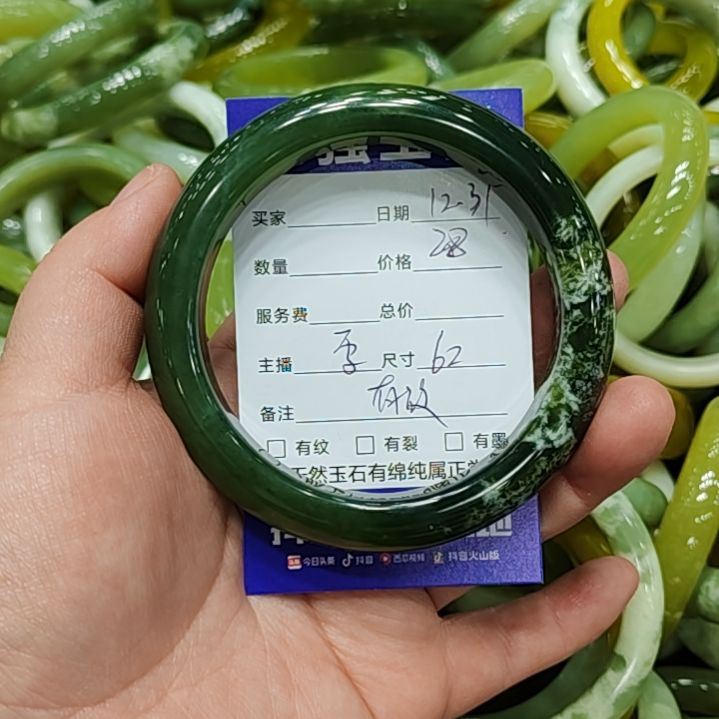 买家 日期 12-31
数量 价格 28
服务费 总价
主播 李 尺寸 62
备注 有纹
有纹 有裂 有墨
天然玉石有绵纯属正常
今日头条 抖音 西瓜视频 抖音火山版